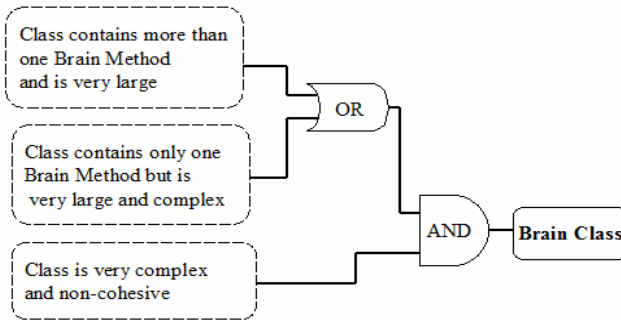 Class contains more than
one Brain Method
and is very large
OR
Class contains only one
Brain Method but is
very large and complex
AND
Brain Class
Class is very complex
and non-cohesive